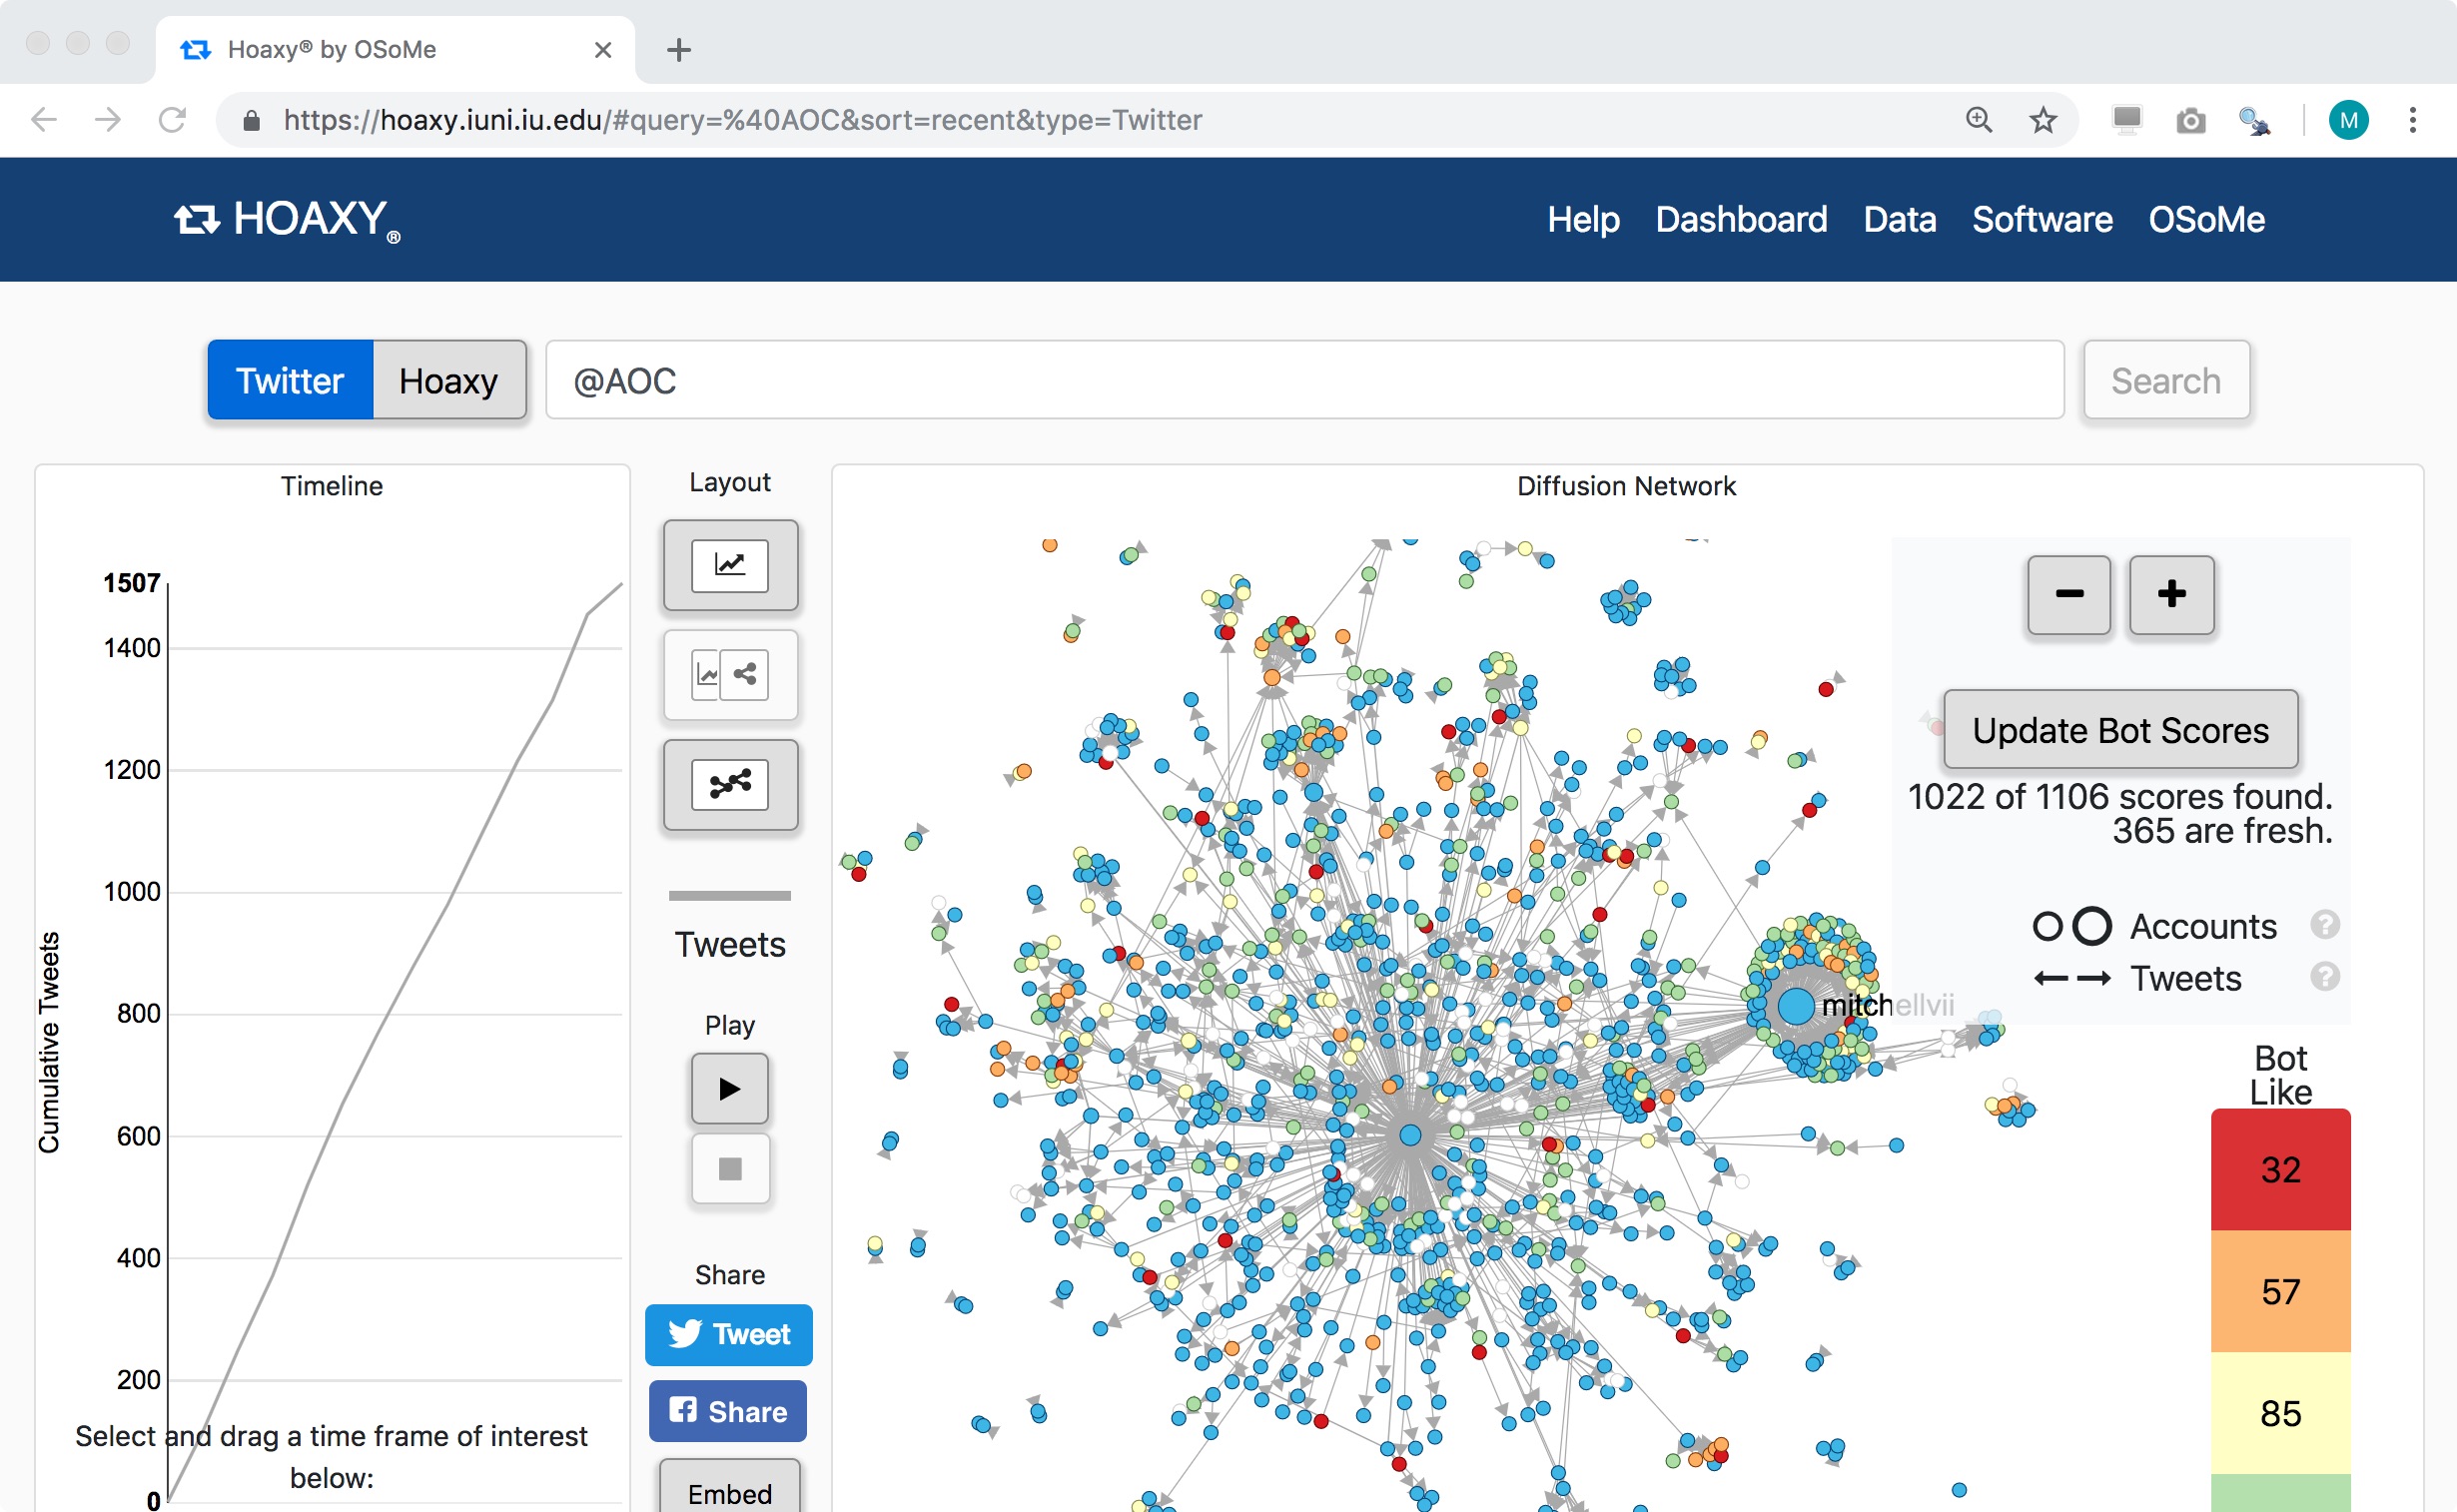 Hoaxy® by OSoMe
https://hoaxy.iuni.iu.edu/#query=%40AOC&sort=recent&type=Twitter
M
HOAXY®
Help Dashboard Data Software OSoMe
Twitter Hoaxy @AOC Search
Timeline
1507
1400
1200
1000
800
600
400
200
0
Cumulative Tweets
Select and drag a time frame of interest
below:
Layout
Tweets
Play
Share
Tweet
Share
Embed
Diffusion Network
Update Bot Scores
1022 of 1106 scores found.
365 are fresh.
Accounts ?
Tweets ?
mitchellvii
Bot
Like
32
57
85